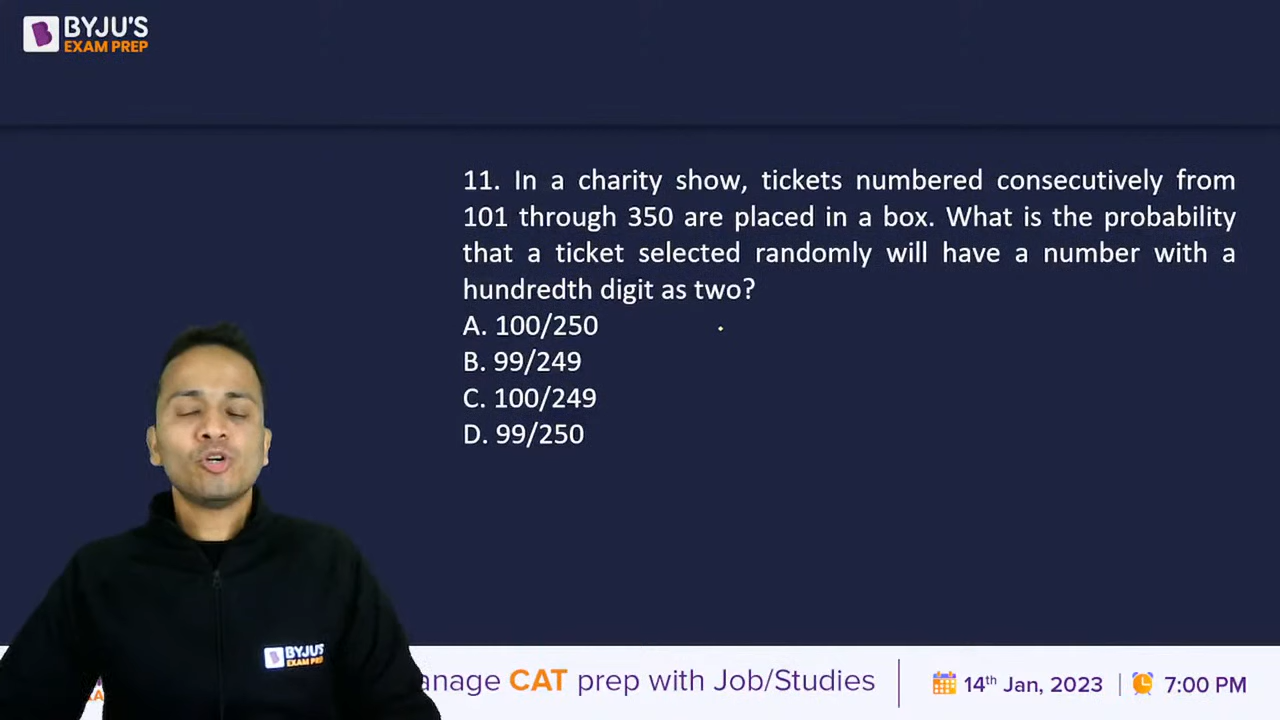 BYJU'S
EXAM PREP
11. In a charity show, tickets numbered consecutively from
101 through 350 are placed in a box. What is the probability
that a ticket selected randomly will have a number with a
hundredth digit as two?
A. 100/250
B. 99/249
C. 100/249
D. 99/250
BYJU'S
EXAM PREP
anage CAT prep with Job/Studies
14th Jan, 2023
7:00 PM